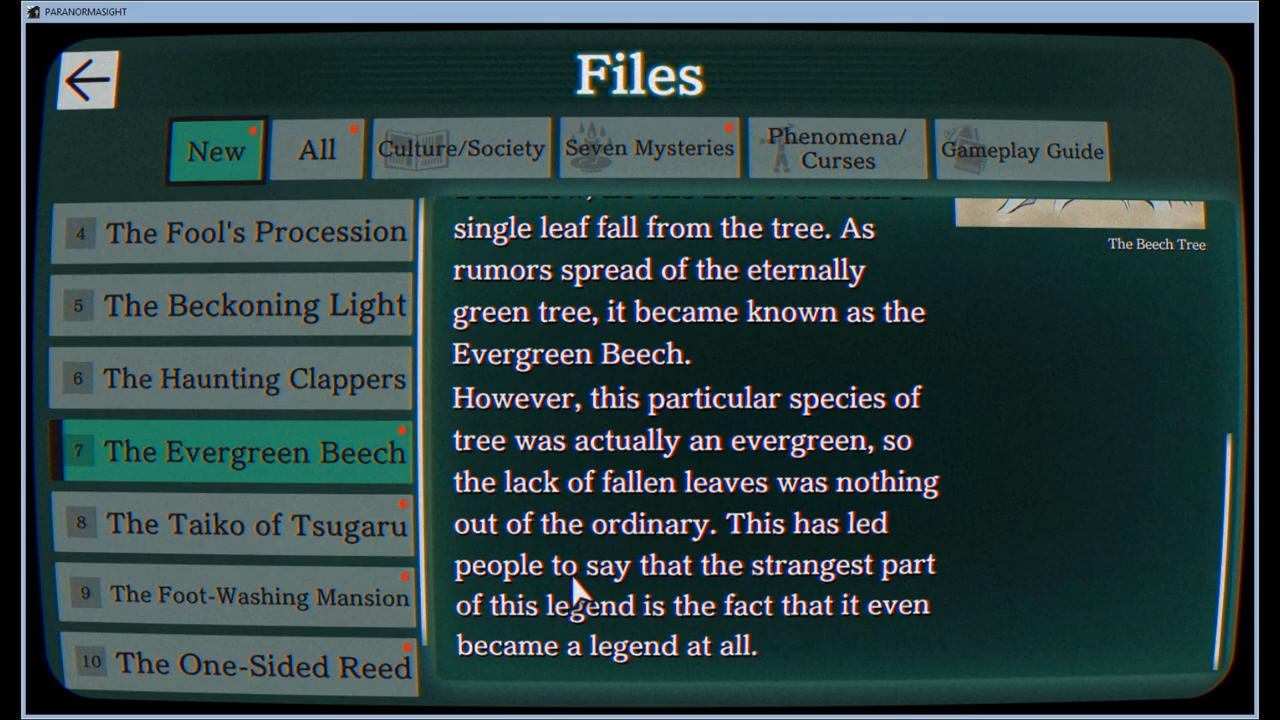 PARANORMASIGHT
Files
New
All
Culture/Society
Seven Mysteries
Phenomena/
Curses
Gameplay Guide
4 The Fool's Procession
5 The Beckoning Light
6 The Haunting Clappers
7 The Evergreen Beech
8 The Taiko of Tsugaru
9 The Foot-Washing Mansion
10 The One-Sided Reed
single leaf fall from the tree. As
rumors spread of the eternally
green tree, it became known as the
Evergreen Beech.
However, this particular species of
tree was actually an evergreen, so
the lack of fallen leaves was nothing
out of the ordinary. This has led
people to say that the strangest part
of this legend is the fact that it even
became a legend at all.
The Beech Tree